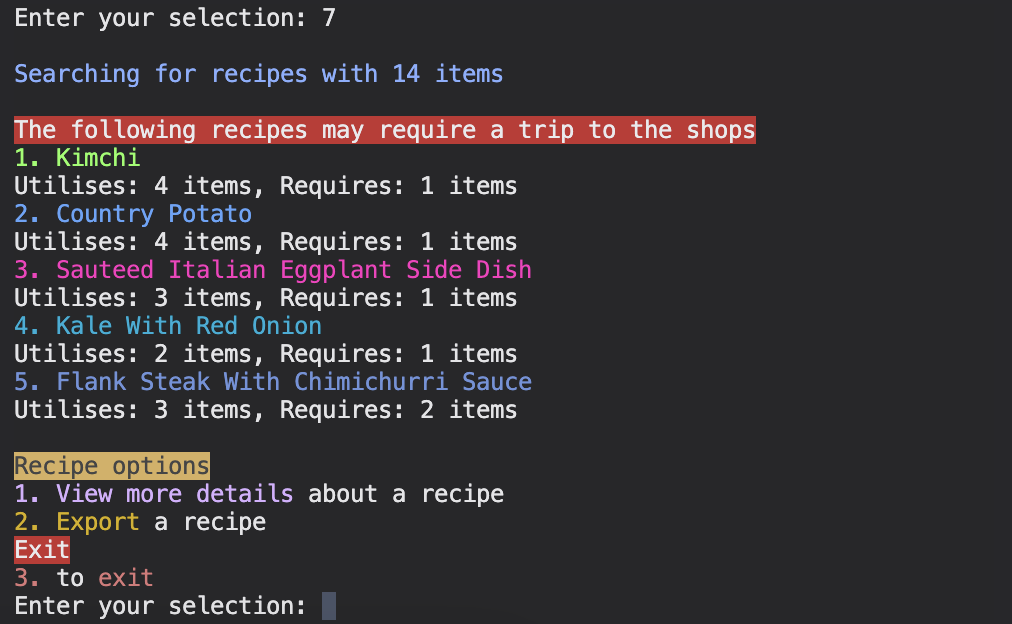 Enter your selection: 7
Searching for recipes with 14 items
The following recipes may require a trip to the shops
1. Kimchi
Utilises: 4 items, Requires: 1 items
2. Country Potato
Utilises: 4 items, Requires: 1 items
3. Sauteed Italian Eggplant Side Dish
Utilises: 3 items, Requires: 1 items
4. Kale With Red Onion
Utilises: 2 items, Requires: 1 items
5. Flank Steak With Chimichurri Sauce
Utilises: 3 items, Requires: 2 items
Recipe options
1. View more details about a recipe
2. Export a recipe
Exit
3. to exit
Enter your selection: